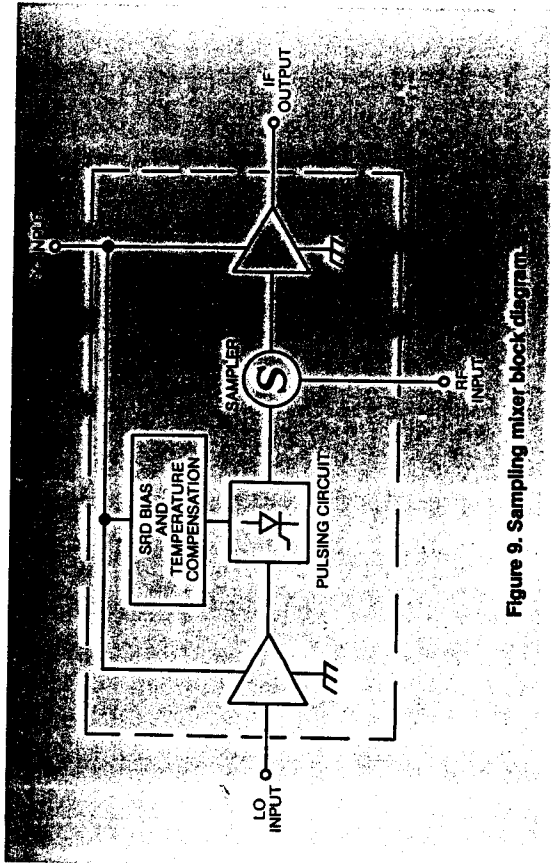 INPUT
IF
OUTPUT
SAMPLER
S
SRD BIAS
AND
TEMPERATURE
COMPENSATION
PULSING CIRCUIT
LO
INPUT
RF
INPUT
Figure 9. Sampling mixer block diagram.